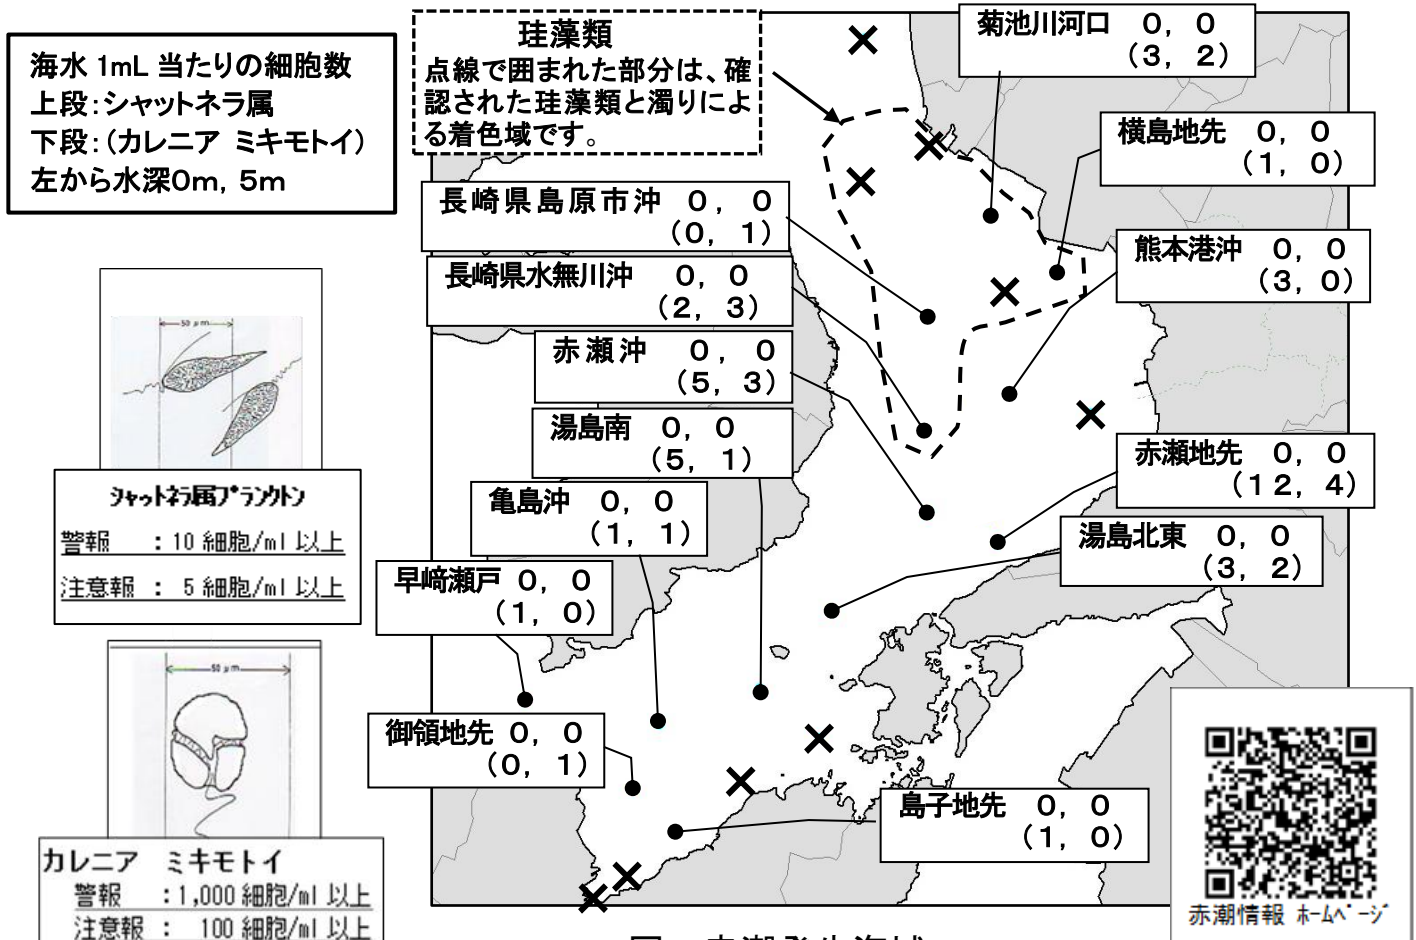 海水 1mL 当たりの細胞数
上段：シャットネラ属
下段：（カレニア ミキモトイ）
左から水深0m，5m
珪藻類
点線で囲まれた部分は、確
認された珪藻類と濁りによ
る着色域です。
菊池川河口 0，0
（3，2）
横島地先 0，0
（1，0）
長崎県島原市沖 0，0
（0，1）
熊本港沖 0，0
（3，0）
長崎県水無川沖 0，0
（2，3）
赤瀬沖 0，0
（5，3）
湯島南 0，0
（5，1）
赤瀬地先 0，0
（12，4）
亀島沖 0，0
（1，1）
湯島北東 0，0
（3，2）
早崎瀬戸 0，0
（1，0）
御領地先 0，0
（0，1）
島子地先 0，0
（1，0）
50 μm
シャットネラ属プランクトン
警報 ：10 細胞/ml 以上
注意報 ： 5 細胞/ml 以上
50 μm
カレニア ミキモトイ
警報 ：1,000 細胞/ml 以上
注意報 ： 100 細胞/ml 以上
赤潮情報 ホームページ